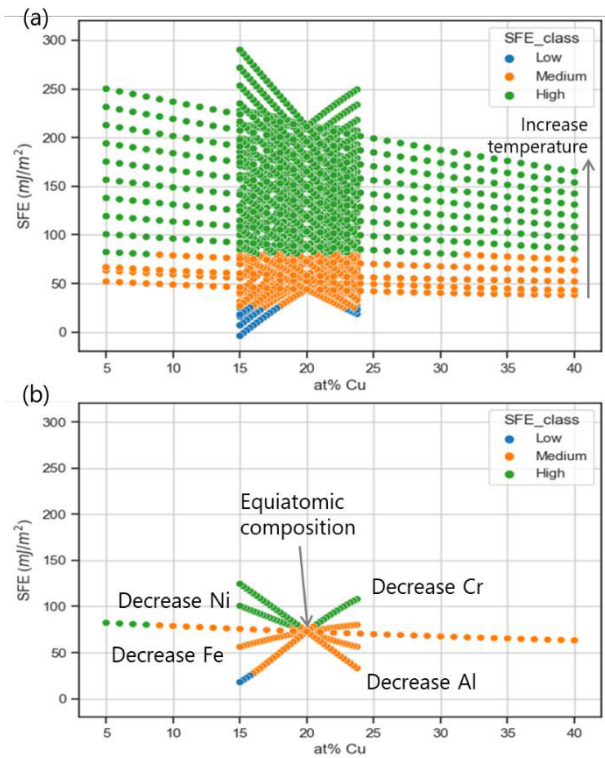 (a)
300
250
200
150
100
50
0
SFE (mJ/m²)
SFE_class
Low
Medium
High
Increase
temperature
5 10 15 20 25 30 35 40
at% Cu
(b)
300
250
200
150
100
50
0
SFE (mJ/m²)
SFE_class
Low
Medium
High
Equiatomic
composition
Decrease Ni
Decrease Cr
Decrease Fe
Decrease Al
5 10 15 20 25 30 35 40
at% Cu